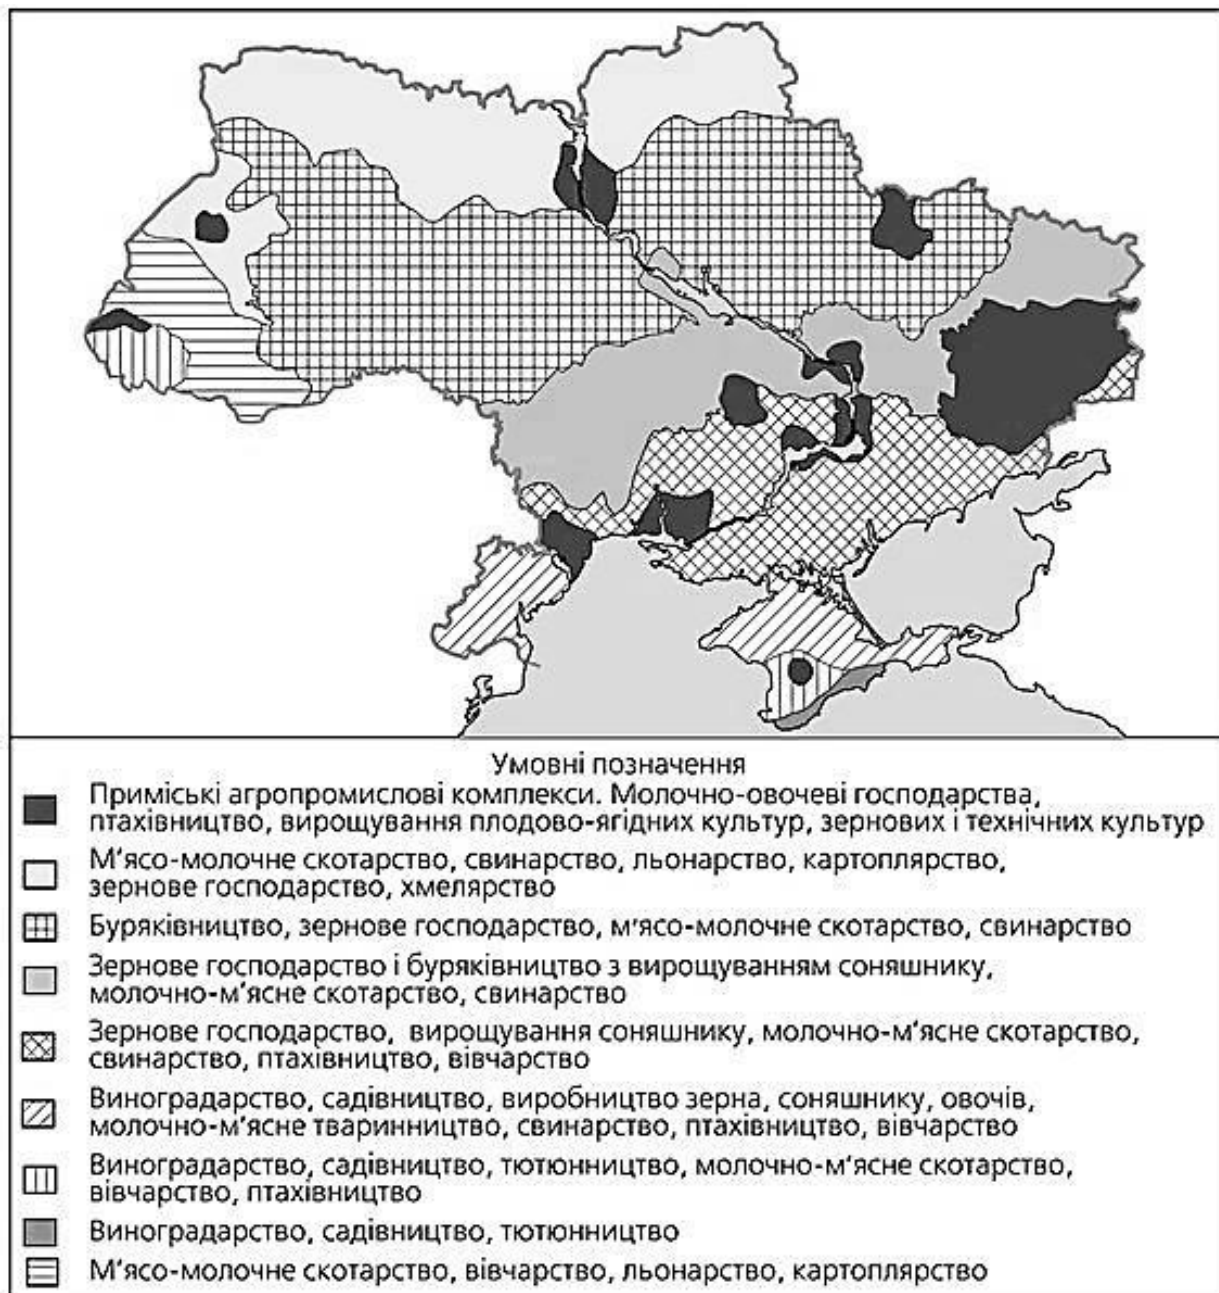 Умовні позначення
Приміські агропромислові комплекси. Молочно-овочеві господарства,
птахівництво, вирощування плодово-ягідних культур, зернових і технічних культур
М'ясо-молочне скотарство, свинарство, льонарство, картоплярство,
зернове господарство, хмелярство
Буряківництво, зернове господарство, м'ясо-молочне скотарство, свинарство
Зернове господарство і буряківництво з вирощуванням соняшнику,
молочно-м'ясне скотарство, свинарство
Зернове господарство, вирощування соняшнику, молочно-м'ясне скотарство,
свинарство, птахівництво, вівчарство
Виноградарство, садівництво, виробництво зерна, соняшнику, овочів,
молочно-м'ясне тваринництво, свинарство, птахівництво, вівчарство
Виноградарство, садівництво, тютюнництво, молочно-м'ясне скотарство,
вівчарство, птахівництво
Виноградарство, садівництво, тютюнництво
М'ясо-молочне скотарство, вівчарство, льонарство, картоплярство